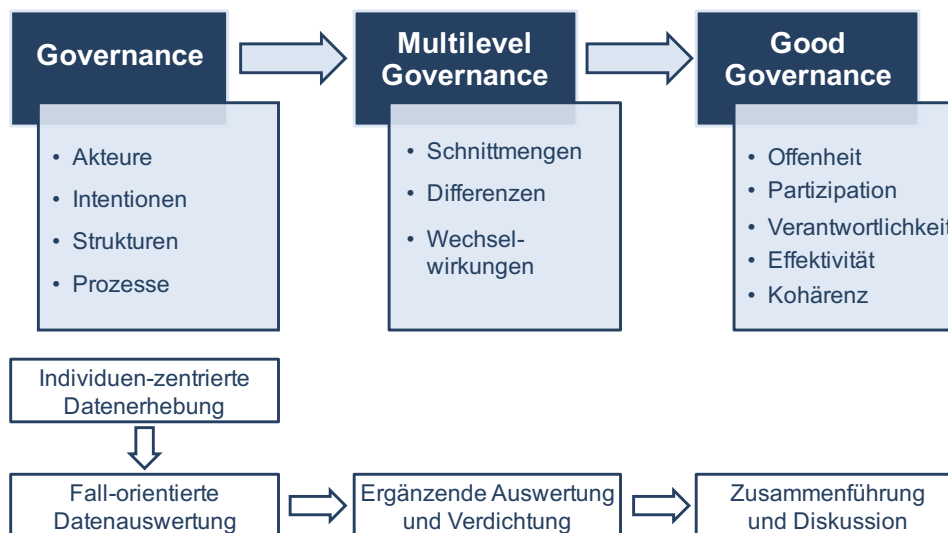 Governance
Multilevel
Governance
Good
Governance
• Akteure
• Intentionen
• Strukturen
• Prozesse
• Schnittmengen
• Differenzen
• Wechsel-
wirkungen
• Offenheit
• Partizipation
• Verantwortlichkeit
• Effektivität
• Kohärenz
Individuen-zentrierte
Datenerhebung
Fall-orientierte
Datenauswertung
Ergänzende Auswertung
und Verdichtung
Zusammenführung
und Diskussion